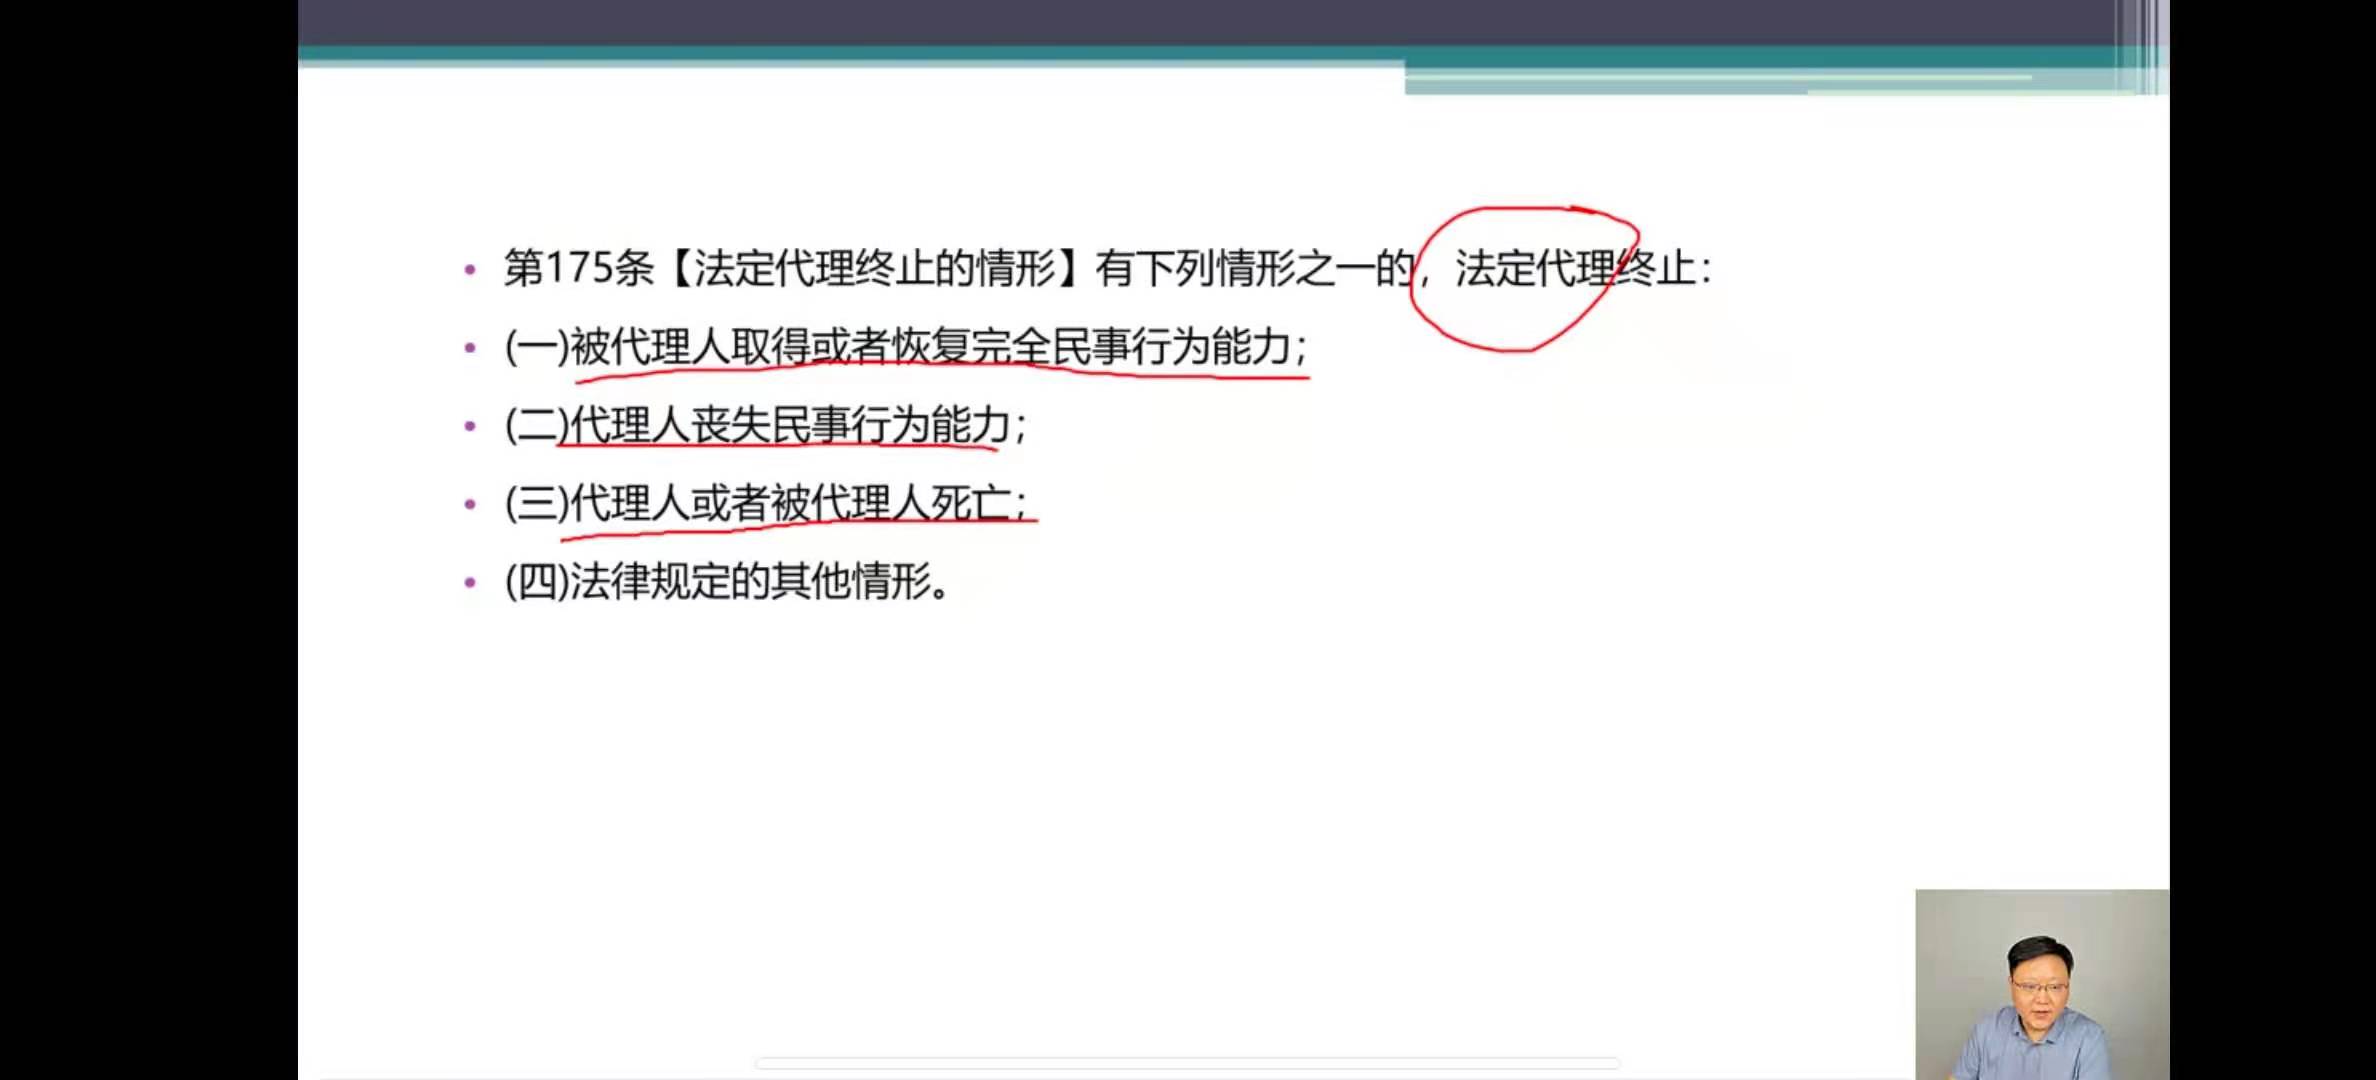 第175条【法定代理终止的情形】有下列情形之一的，法定代理终止：
(一)被代理人取得或者恢复完全民事行为能力；
(二)代理人丧失民事行为能力；
(三)代理人或者被代理人死亡；
(四)法律规定的其他情形。